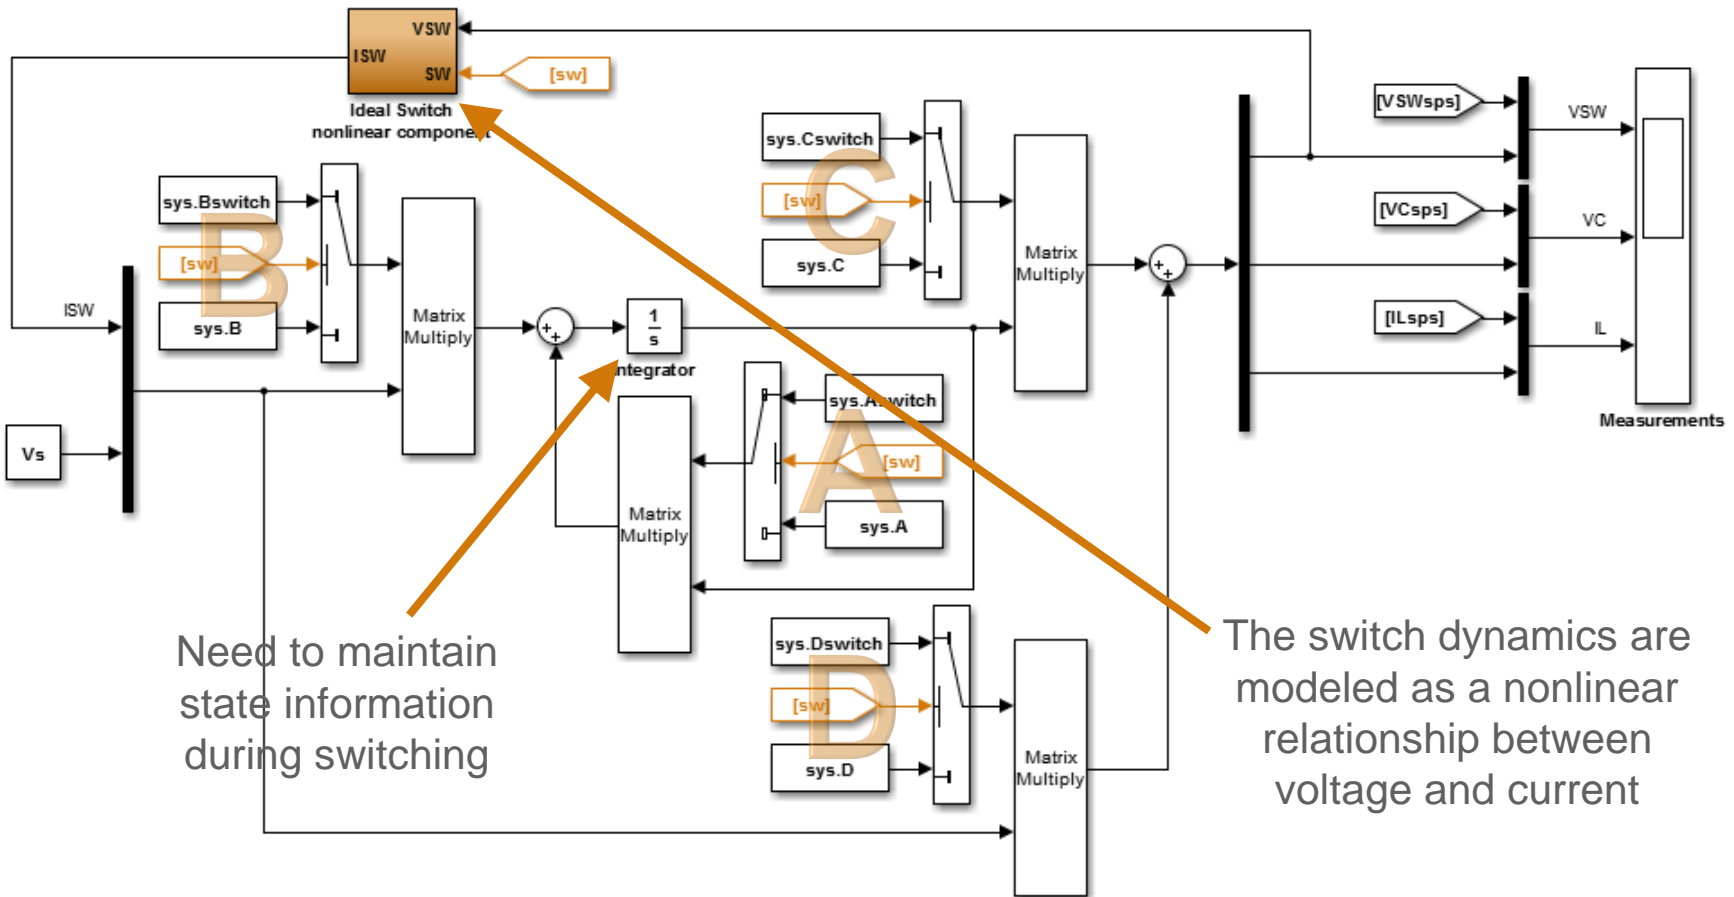 VSW
ISW
SW
[sw]
Ideal Switch
nonlinear component
sys.Bswitch
[sw]
sys.B
B
ISW
Vs
Matrix
Multiply
+
+
1
s
Integrator
sys.Cswitch
[sw]
sys.C
C
Matrix
Multiply
+
+
sys.Aswitch
[sw]
sys.A
A
Matrix
Multiply
sys.Dswitch
[sw]
sys.D
D
Matrix
Multiply
[VSWsps]
VSW
[VCsps]
VC
[ILsps]
IL
Measurements
Need to maintain
state information
during switching
The switch dynamics are
modeled as a nonlinear
relationship between
voltage and current